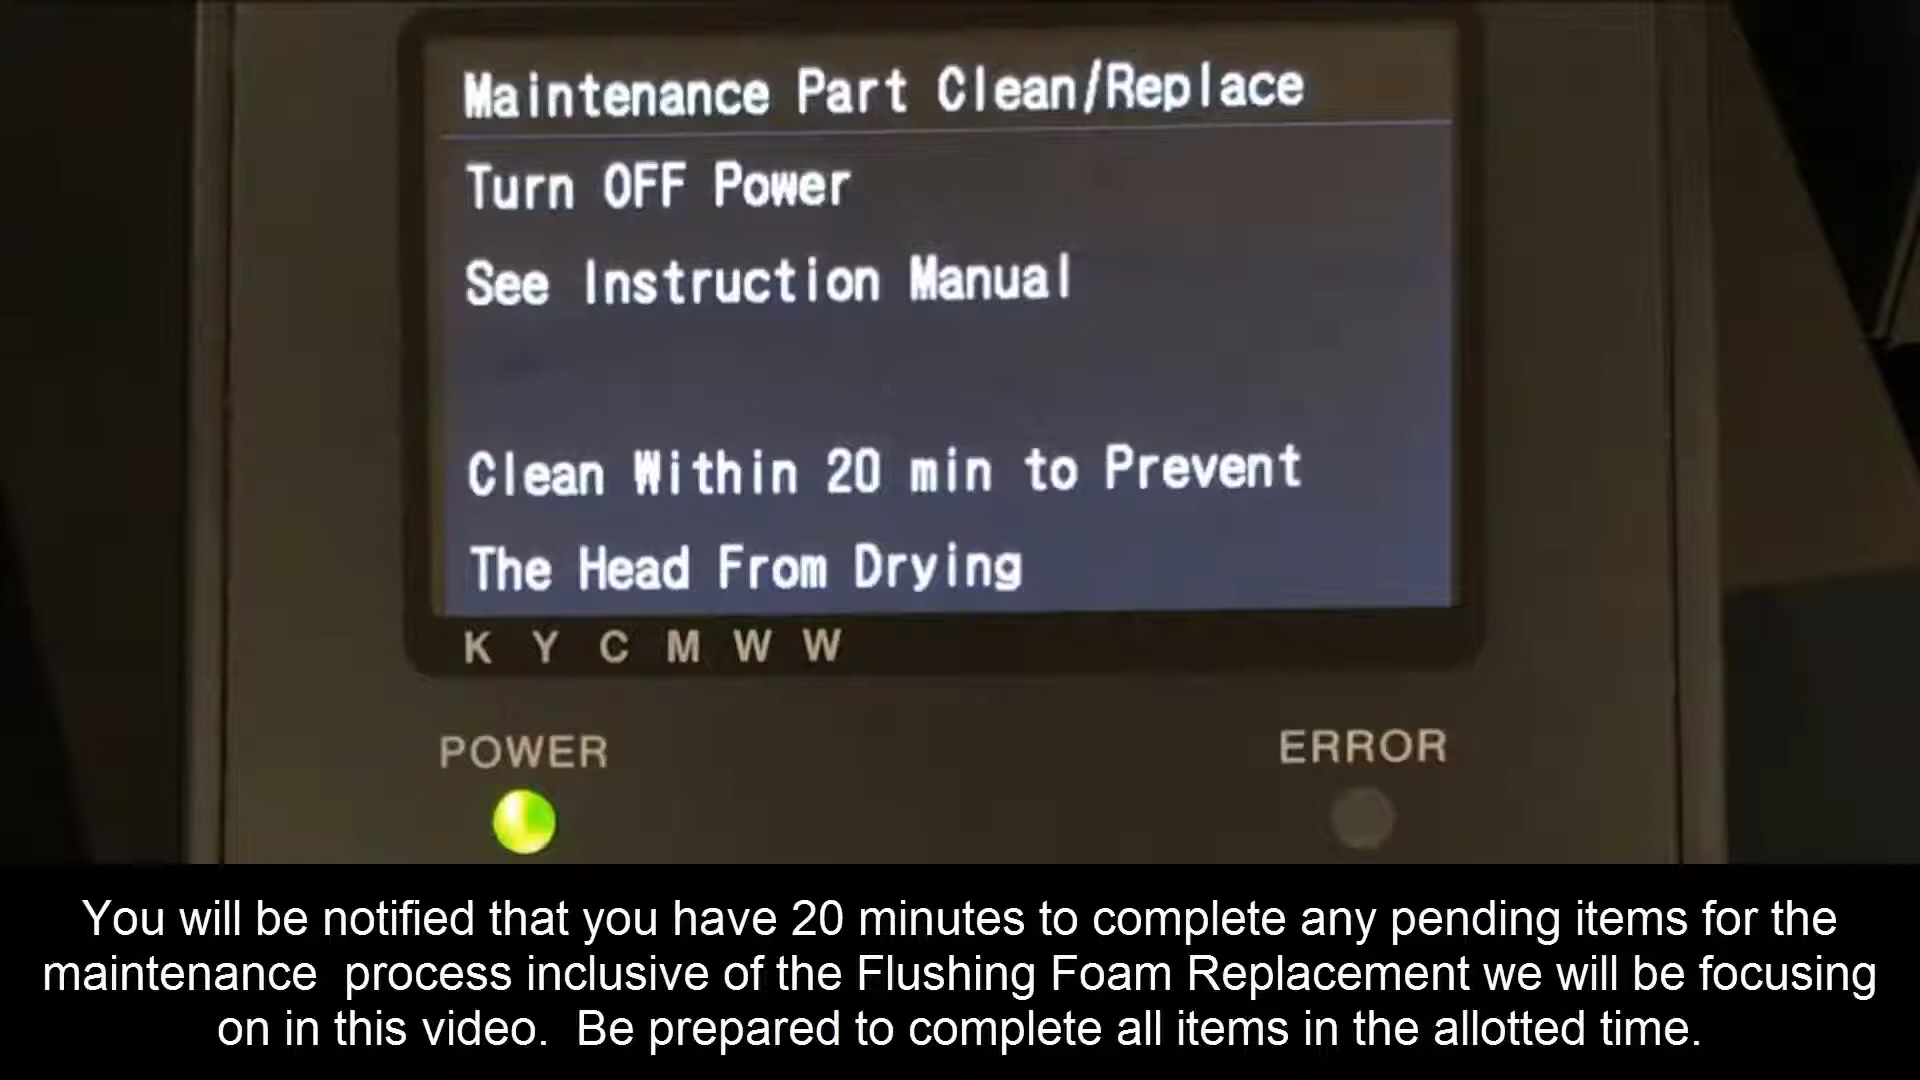 Maintenance Part Clean/Replace
Turn OFF Power
See Instruction Manual
Clean Within 20 min to Prevent
The Head From Drying
K Y C M W W
POWER
ERROR
You will be notified that you have 20 minutes to complete any pending items for the
maintenance process inclusive of the Flushing Foam Replacement we will be focusing
on in this video. Be prepared to complete all items in the allotted time.